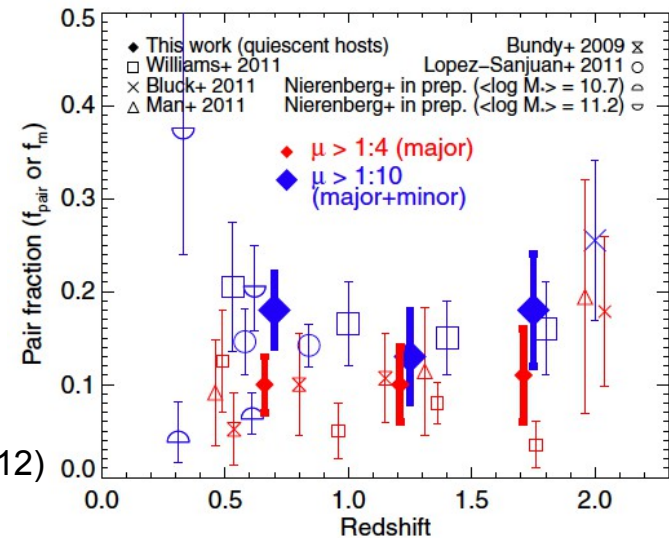 0.5
◆ This work (quiescent hosts) Bundy+ 2009
□ Williams+ 2011 Lopez-Sanjuan+ 2011 ○
× Bluck+ 2011 Nierenberg+ in prep. (<log M*> = 10.7)
△ Man+ 2011 Nierenberg+ in prep. (<log M*> = 11.2)
0.4
μ > 1:4 (major)
μ > 1:10
(major+minor)
0.3
Pair fraction (f_pair or f_m)
0.2
0.1
12)
0.0
0.0 0.5 1.0 1.5 2.0
Redshift